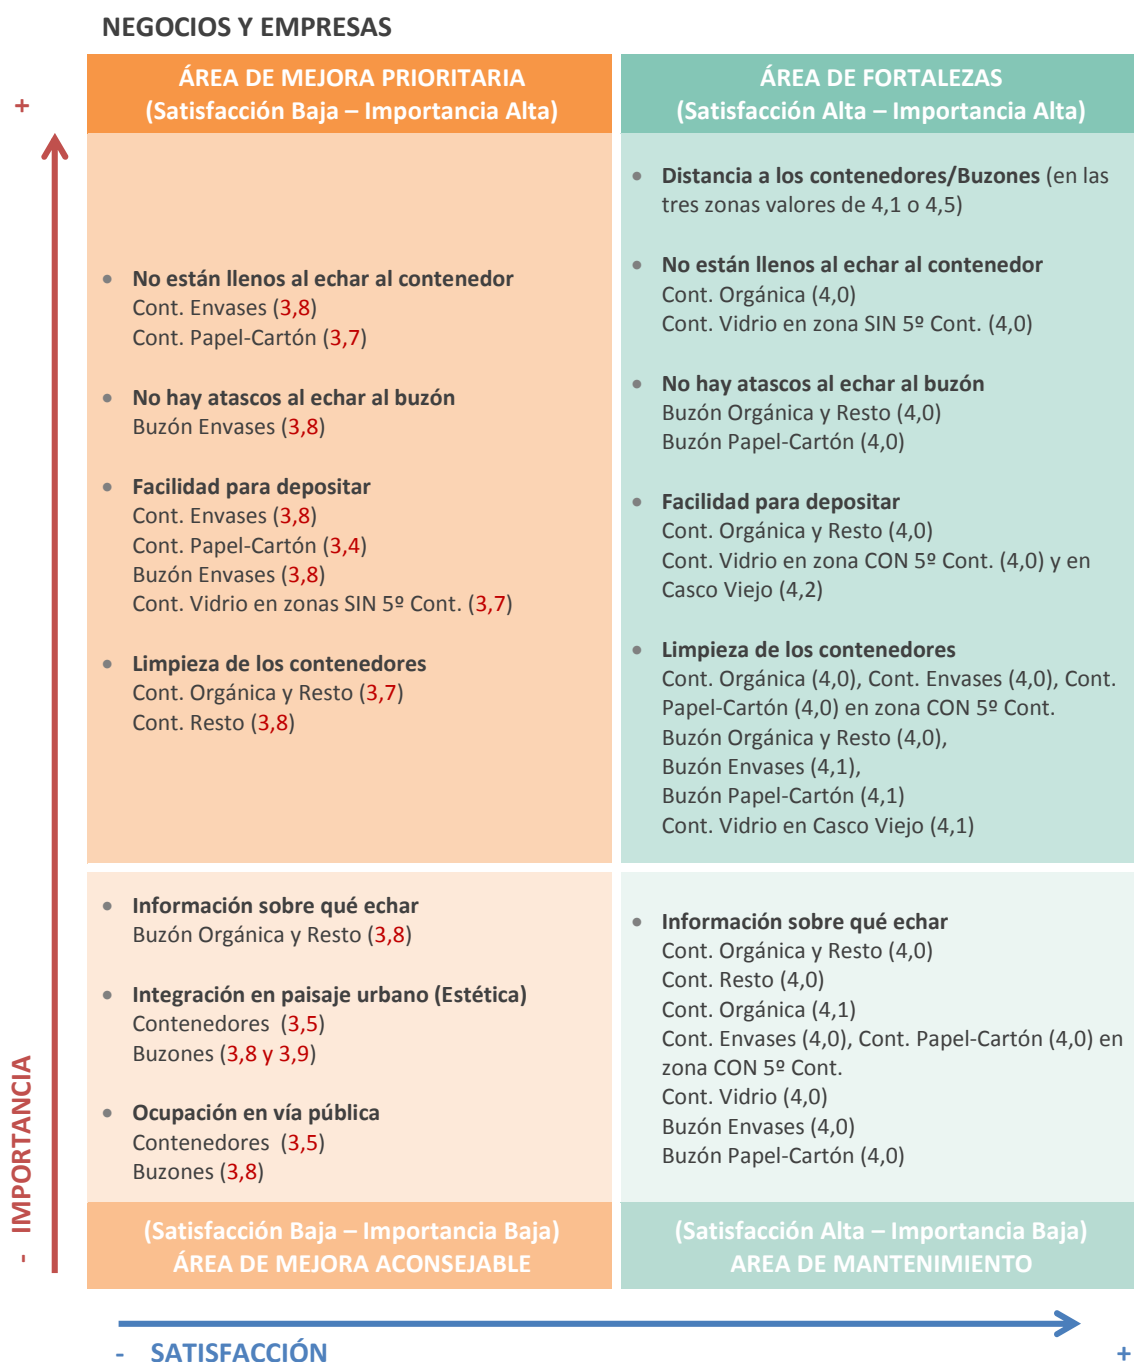 NEGOCIOS Y EMPRESAS
ÁREA DE MEJORA PRIORITARIA
(Satisfacción Baja – Importancia Alta)
• No están llenos al echar al contenedor
Cont. Envases (3,8)
Cont. Papel-Cartón (3,7)
• No hay atascos al echar al buzón
Buzón Envases (3,8)
• Facilidad para depositar
Cont. Envases (3,8)
Cont. Papel-Cartón (3,4)
Buzón Envases (3,8)
Cont. Vidrio en zonas SIN 5º Cont. (3,7)
• Limpieza de los contenedores
Cont. Orgánica y Resto (3,7)
Cont. Resto (3,8)
ÁREA DE FORTALEZAS
(Satisfacción Alta – Importancia Alta)
• Distancia a los contenedores/Buzones (en las
tres zonas valores de 4,1 o 4,5)
• No están llenos al echar al contenedor
Cont. Orgánica (4,0)
Cont. Vidrio en zona SIN 5º Cont. (4,0)
• No hay atascos al echar al buzón
Buzón Orgánica y Resto (4,0)
Buzón Papel-Cartón (4,0)
• Facilidad para depositar
Cont. Orgánica y Resto (4,0)
Cont. Vidrio en zona CON 5º Cont. (4,0) y en
Casco Viejo (4,2)
• Limpieza de los contenedores
Cont. Orgánica (4,0), Cont. Envases (4,0), Cont.
Papel-Cartón (4,0) en zona CON 5º Cont.
Buzón Orgánica y Resto (4,0),
Buzón Envases (4,1),
Buzón Papel-Cartón (4,1)
Cont. Vidrio en Casco Viejo (4,1)
• Información sobre qué echar
Buzón Orgánica y Resto (3,8)
• Integración en paisaje urbano (Estética)
Contenedores (3,5)
Buzones (3,8 y 3,9)
• Ocupación en vía pública
Contenedores (3,5)
Buzones (3,8)
(Satisfacción Baja – Importancia Baja)
ÁREA DE MEJORA ACONSEJABLE
• Información sobre qué echar
Cont. Orgánica y Resto (4,0)
Cont. Resto (4,0)
Cont. Orgánica (4,1)
Cont. Envases (4,0), Cont. Papel-Cartón (4,0) en
zona CON 5º Cont.
Cont. Vidrio (4,0)
Buzón Envases (4,0)
Buzón Papel-Cartón (4,0)
(Satisfacción Alta – Importancia Baja)
AREA DE MANTENIMIENTO
- IMPORTANCIA +
- SATISFACCIÓN +